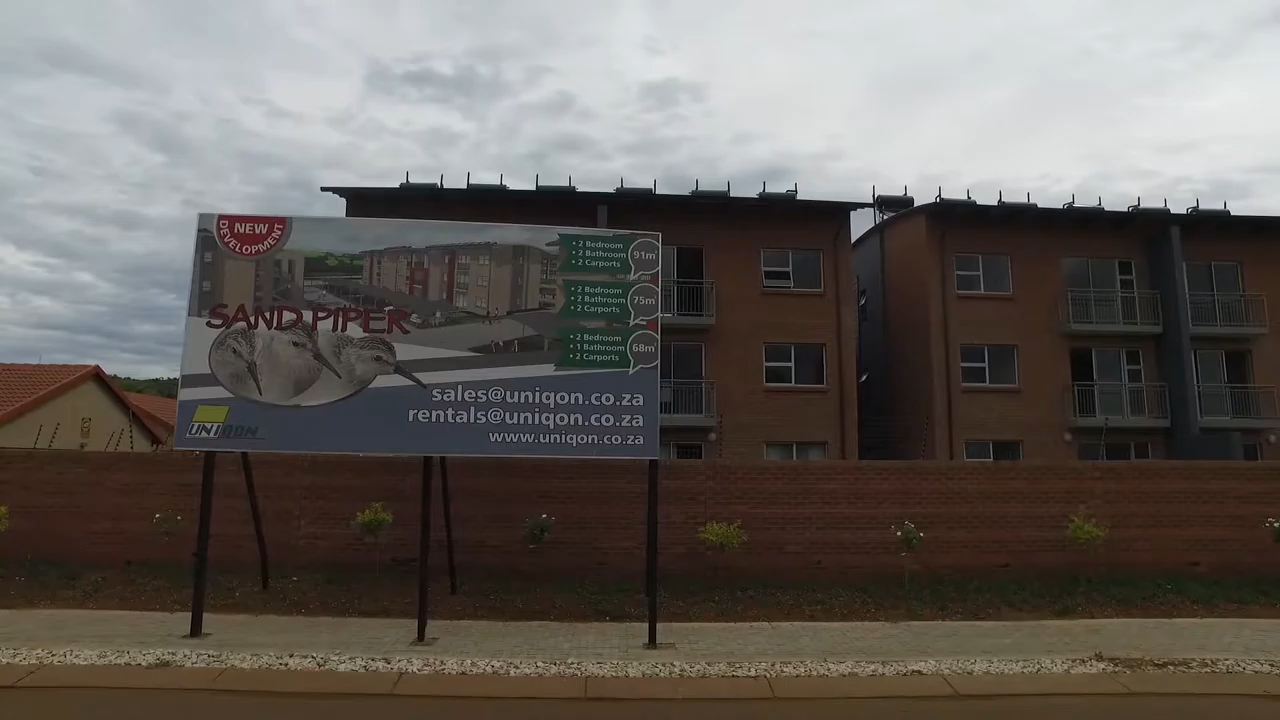 NEW
DEVELOPMENT
• 2 Bedroom
• 2 Bathroom
• 2 Carports
91m²
• 2 Bedroom
• 2 Bathroom
• 2 Carports
75m²
• 2 Bedroom
• 1 Bathroom
• 2 Carports
68m²
SAND PIPER
sales@uniqon.co.za
rentals@uniqon.co.za
www.uniqon.co.za
UNIQON